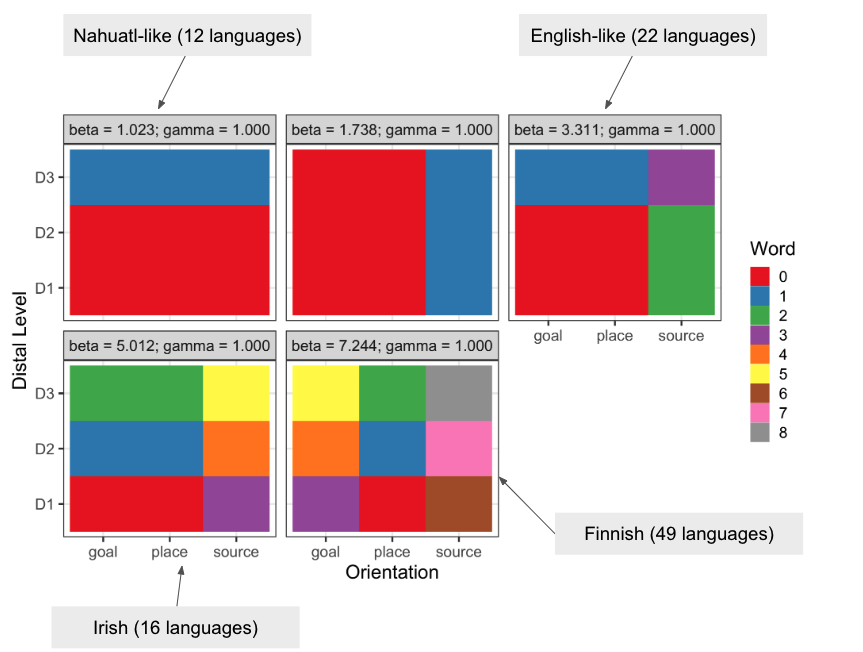 Nahuatl-like (12 languages)
English-like (22 languages)
beta = 1.023; gamma = 1.000
beta = 1.738; gamma = 1.000
beta = 3.311; gamma = 1.000
D3
D2
D1
goal place source
Word
0
1
2
3
4
5
6
7
8
Distal Level
beta = 5.012; gamma = 1.000
beta = 7.244; gamma = 1.000
D3
D2
D1
goal place source
goal place source
Orientation
Finnish (49 languages)
Irish (16 languages)